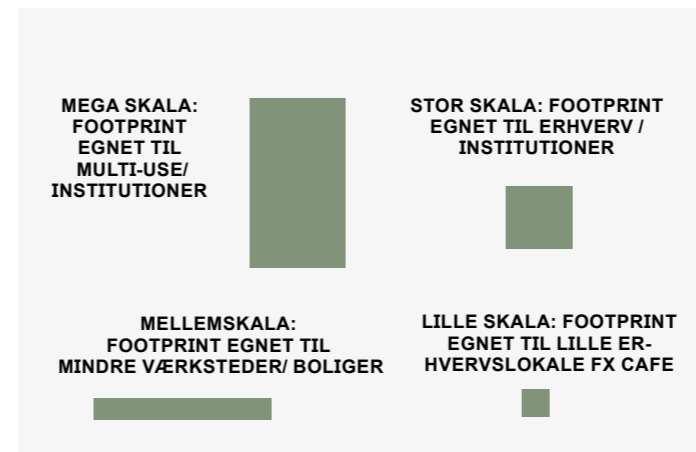 MEGA SKALA:
FOOTPRINT
EGNET TIL
MULTI-USE/
INSTITUTIONER
STOR SKALA: FOOTPRINT
EGNET TIL ERHVERV /
INSTITUTIONER
MELLEMSKALA:
FOOTPRINT EGNET TIL
MINDRE VÆRKSTEDER/ BOLIGER
LILLE SKALA: FOOTPRINT
EGNET TIL LILLE ER-
HVERVSLOKALE FX CAFE